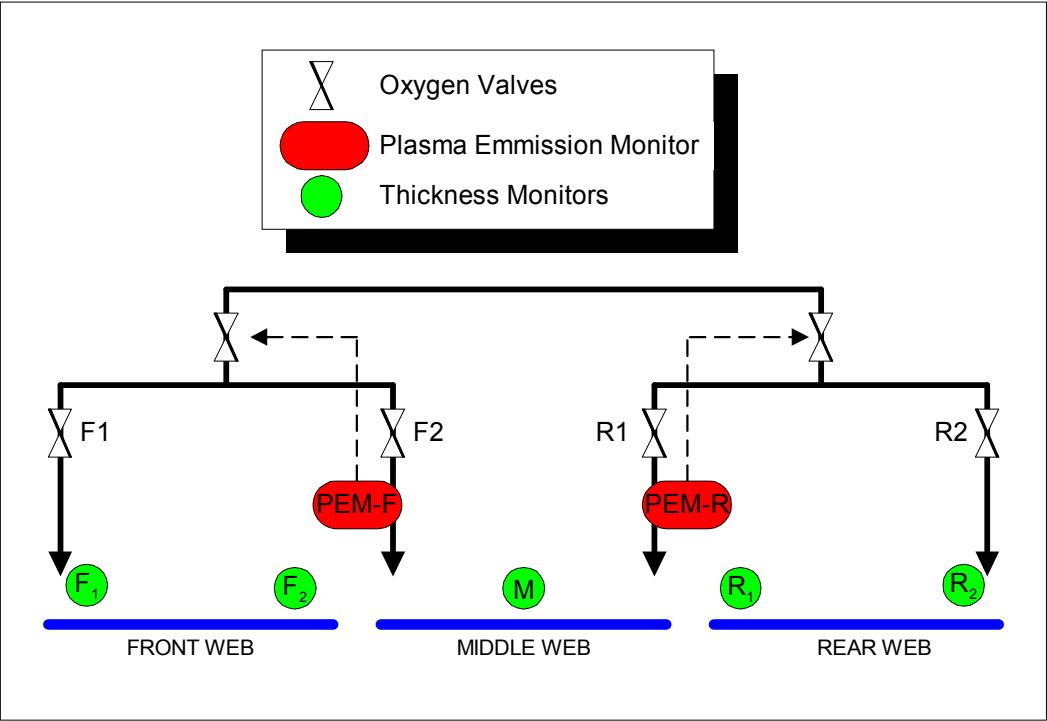 Oxygen Valves
Plasma Emmission Monitor
Thickness Monitors
F1
F2
R1
R2
PEM-F
PEM-R
F1
F2
M
R1
R2
FRONT WEB
MIDDLE WEB
REAR WEB